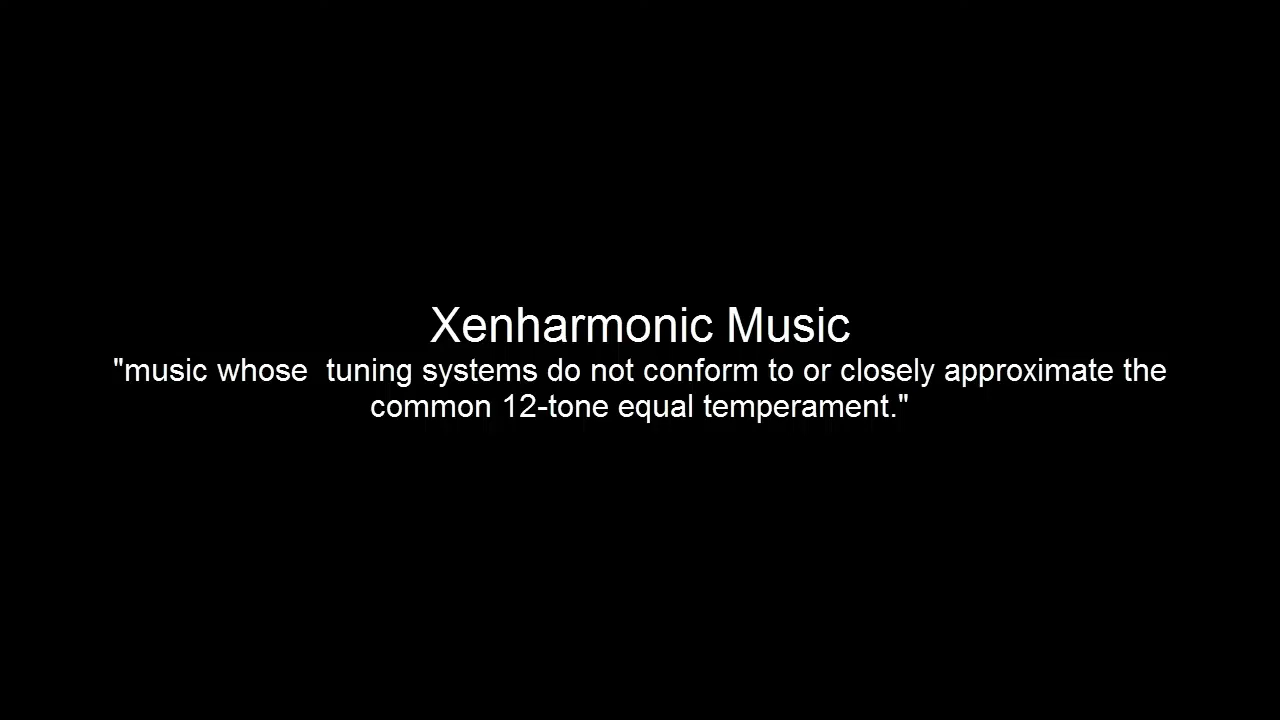 Xenharmonic Music
"music whose  tuning systems do not conform to or closely approximate the
common 12-tone equal temperament."